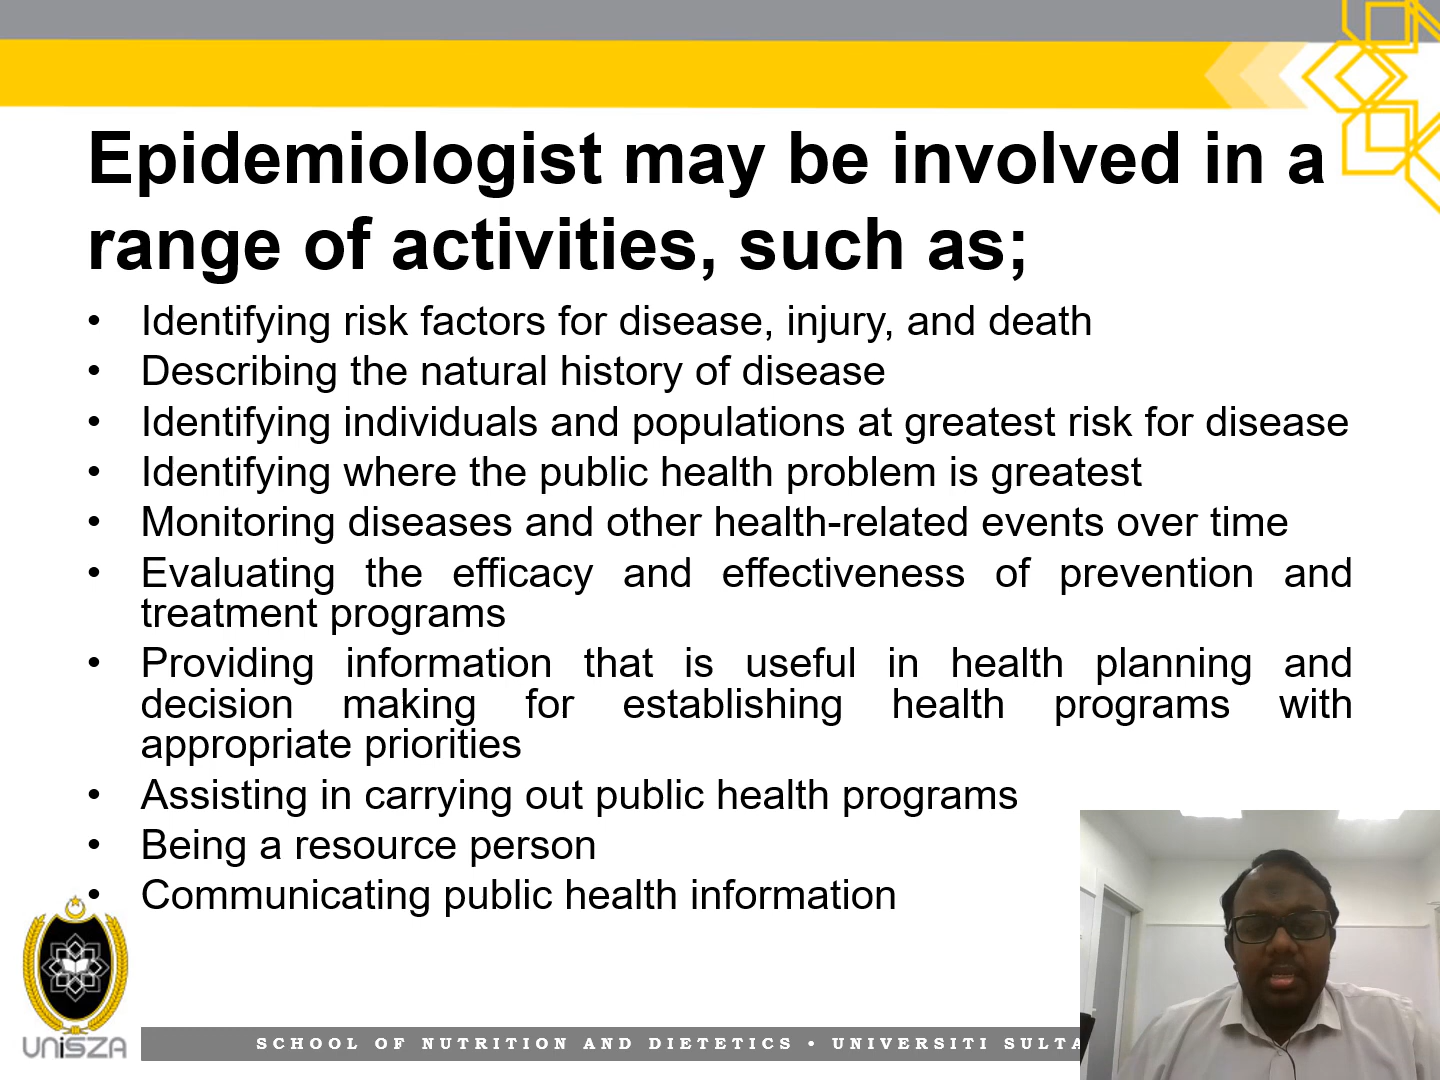 Epidemiologist may be involved in a
range of activities, such as;
• Identifying risk factors for disease, injury, and death
• Describing the natural history of disease
• Identifying individuals and populations at greatest risk for disease
• Identifying where the public health problem is greatest
• Monitoring diseases and other health-related events over time
• Evaluating the efficacy and effectiveness of prevention and
treatment programs
• Providing information that is useful in health planning and
decision making for establishing health programs with
appropriate priorities
• Assisting in carrying out public health programs
• Being a resource person
• Communicating public health information
UniSZA
SCHOOL OF NUTRITION AND DIETETICS • UNIVERSITI SULTA